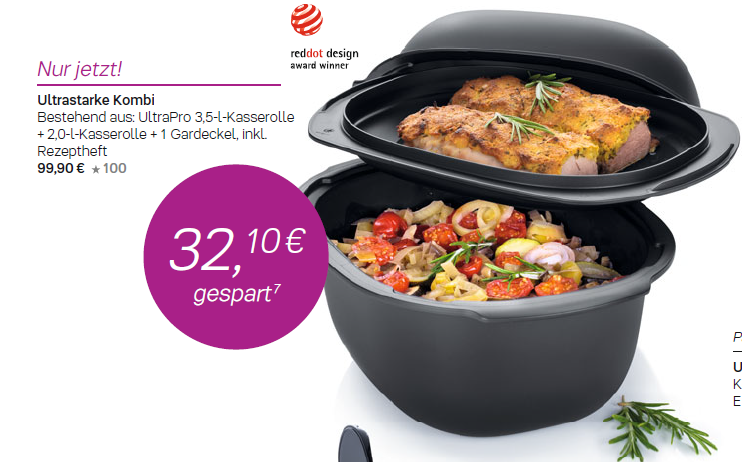 reddot design
award winner
Nur jetzt!
Ultrastarke Kombi
Bestehend aus: UltraPro 3,5-l-Kasserolle
+ 2,0-l-Kasserolle + 1 Gardeckel, inkl.
Rezeptheft
99,90 € ★ 100
32,10 €
gespart⁷
P
U
K
E